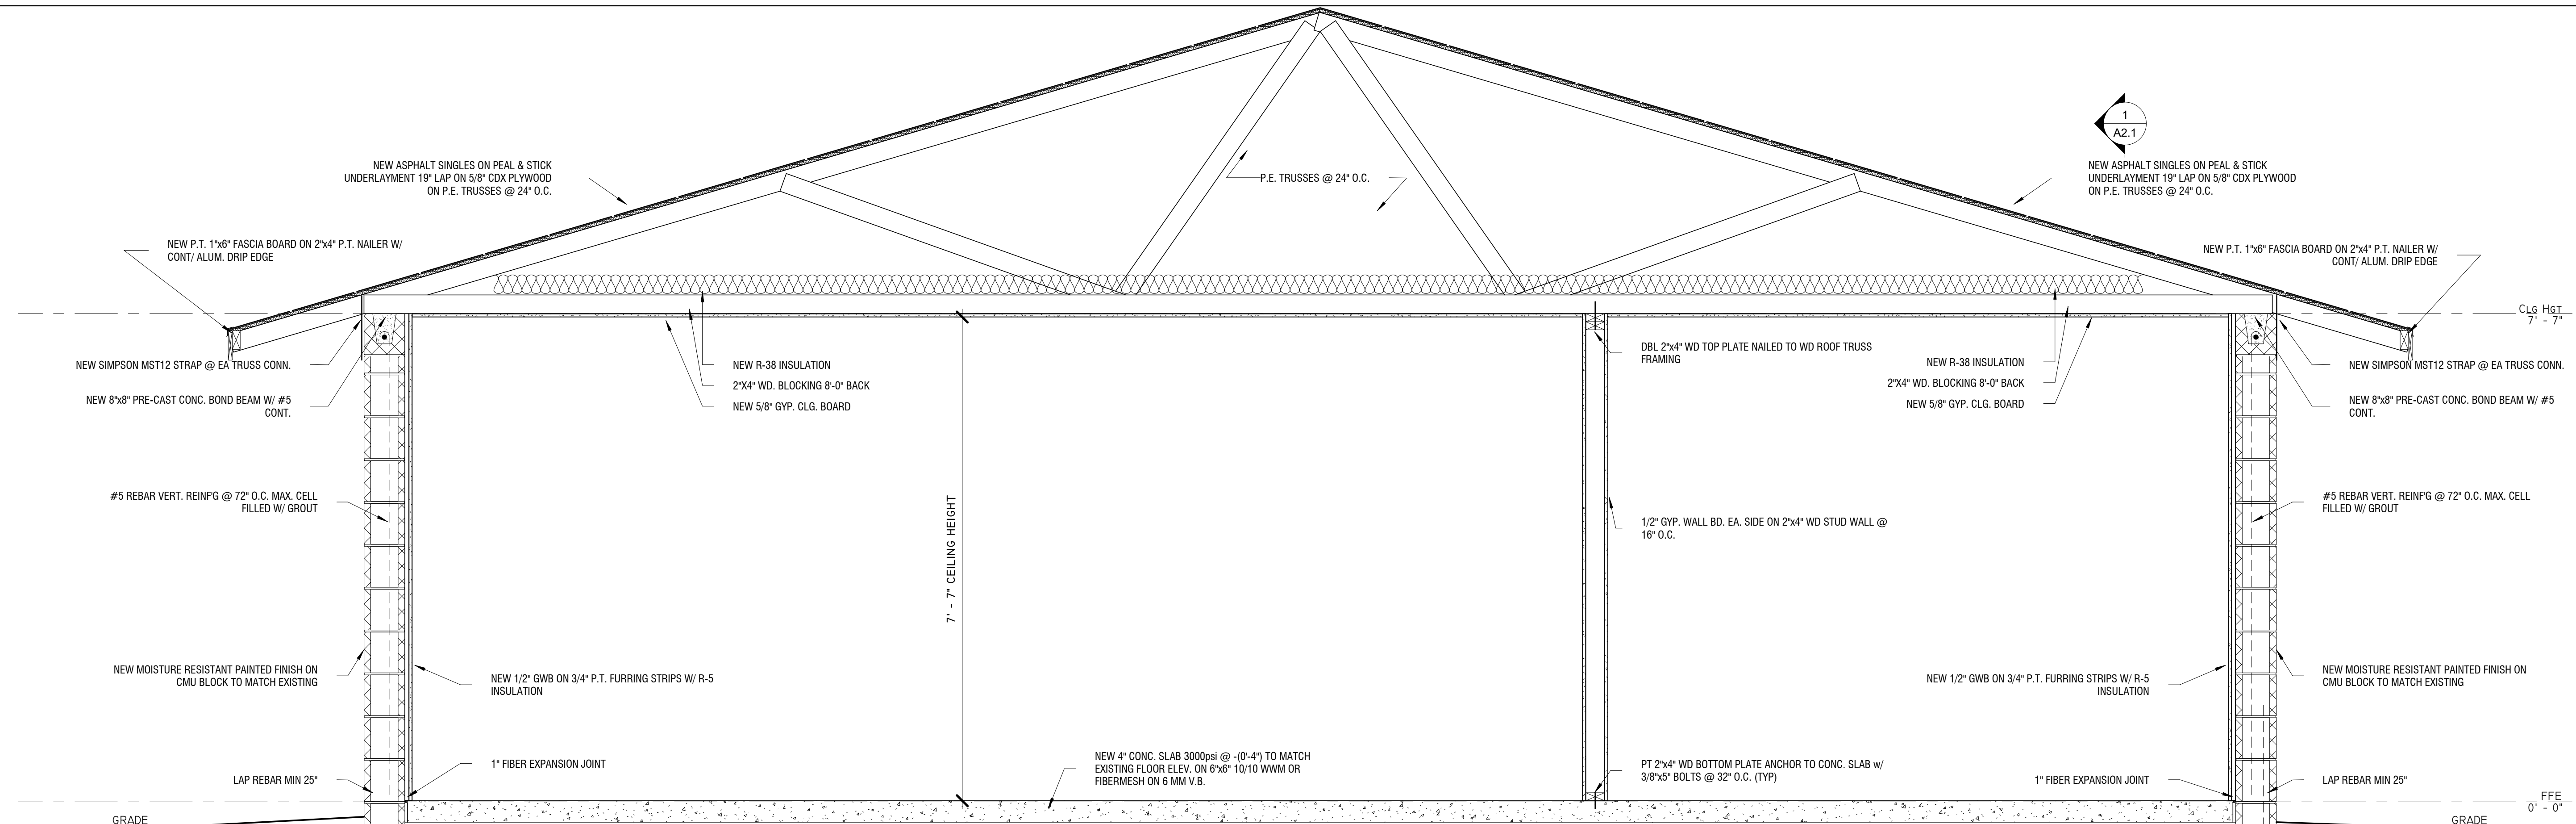 1
A2.1
NEW ASPHALT SINGLES ON PEAL & STICK
UNDERLAYMENT 19" LAP ON 5/8" CDX PLYWOOD
ON P.E. TRUSSES @ 24" O.C.
P.E. TRUSSES @ 24" O.C.
NEW ASPHALT SINGLES ON PEAL & STICK
UNDERLAYMENT 19" LAP ON 5/8" CDX PLYWOOD
ON P.E. TRUSSES @ 24" O.C.
NEW P.T. 1"x6" FASCIA BOARD ON 2"x4" P.T. NAILER W/
CONT/ ALUM. DRIP EDGE
NEW P.T. 1"x6" FASCIA BOARD ON 2"x4" P.T. NAILER W/
CONT/ ALUM. DRIP EDGE
CLG HGT
7' - 7"
NEW SIMPSON MST12 STRAP @ EA TRUSS CONN.
NEW 8"x8" PRE-CAST CONC. BOND BEAM W/ #5
CONT.
NEW R-38 INSULATION
2"X4" WD. BLOCKING 8'-0" BACK
NEW 5/8" GYP. CLG. BOARD
DBL 2"x4" WD TOP PLATE NAILED TO WD ROOF TRUSS
FRAMING
NEW R-38 INSULATION
2"X4" WD. BLOCKING 8'-0" BACK
NEW 5/8" GYP. CLG. BOARD
NEW SIMPSON MST12 STRAP @ EA TRUSS CONN.
NEW 8"x8" PRE-CAST CONC. BOND BEAM W/ #5
CONT.
#5 REBAR VERT. REINF'G @ 72" O.C. MAX. CELL
FILLED W/ GROUT
7' - 7" CEILING HEIGHT
1/2" GYP. WALL BD. EA. SIDE ON 2"x4" WD STUD WALL @
16" O.C.
#5 REBAR VERT. REINF'G @ 72" O.C. MAX. CELL
FILLED W/ GROUT
NEW MOISTURE RESISTANT PAINTED FINISH ON
CMU BLOCK TO MATCH EXISTING
NEW 1/2" GWB ON 3/4" P.T. FURRING STRIPS W/ R-5
INSULATION
NEW 1/2" GWB ON 3/4" P.T. FURRING STRIPS W/ R-5
INSULATION
NEW MOISTURE RESISTANT PAINTED FINISH ON
CMU BLOCK TO MATCH EXISTING
LAP REBAR MIN 25"
1" FIBER EXPANSION JOINT
NEW 4" CONC. SLAB 3000psi @ -(0'-4") TO MATCH
EXISTING FLOOR ELEV. ON 6"x6" 10/10 WWM OR
FIBERMESH ON 6 MM V.B.
PT 2"x4" WD BOTTOM PLATE ANCHOR TO CONC. SLAB w/
3/8"x5" BOLTS @ 32" O.C. (TYP)
1" FIBER EXPANSION JOINT
LAP REBAR MIN 25"
FFE
0' - 0"
GRADE
GRADE